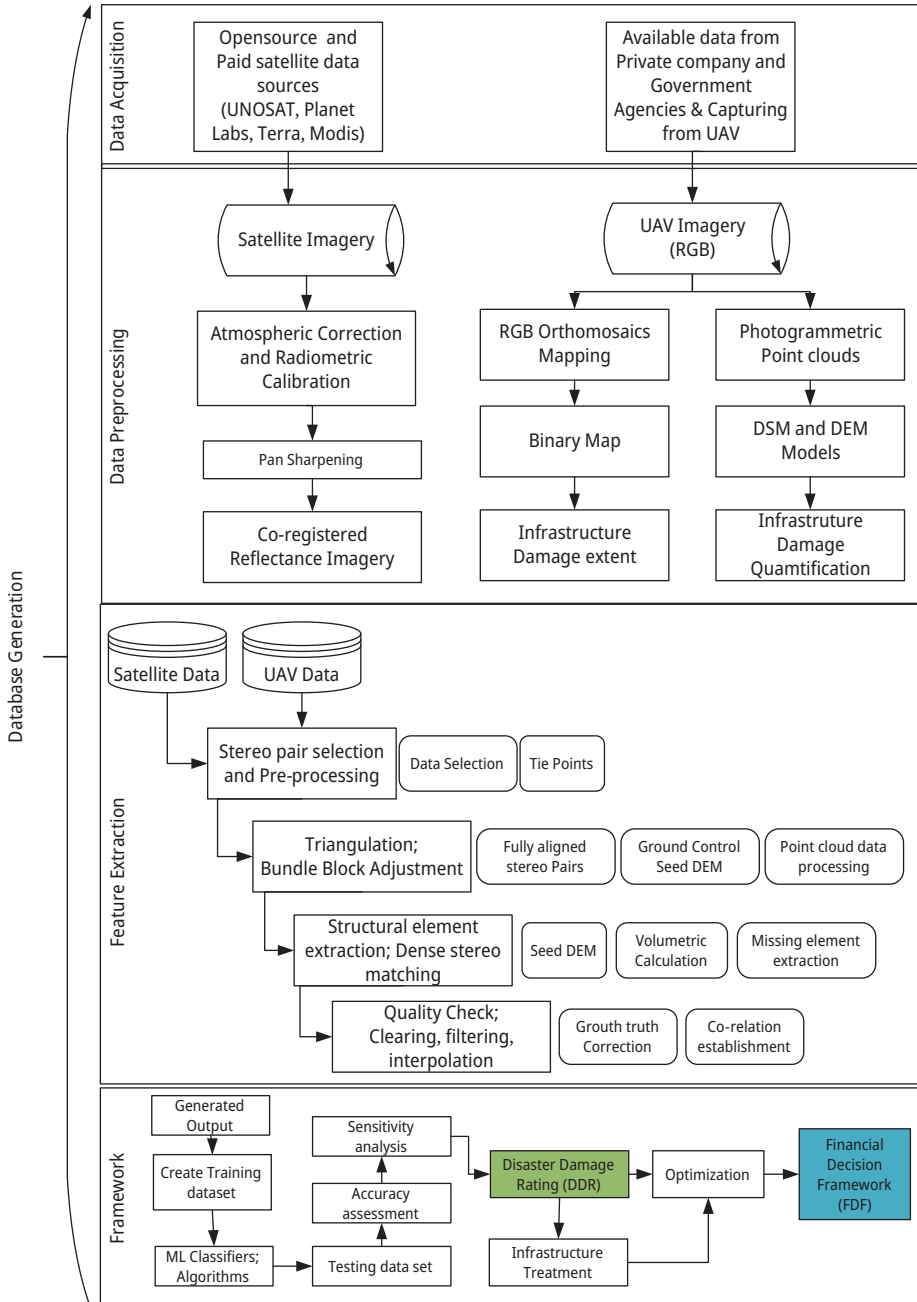 Database Generation
Data Acquisition
Opensource and
Paid satellite data
sources
(UNOSAT, Planet
Labs, Terra, Modis)
Available data from
Private company and
Government
Agencies & Capturing
from UAV
Data Preprocessing
Satellite Imagery
UAV Imagery
(RGB)
Atmospheric Correction
and Radiometric
Calibration
RGB Orthomosaics
Mapping
Photogrammetric
Point clouds
Pan Sharpening
Binary Map
DSM and DEM
Models
Co-registered
Reflectance Imagery
Infrastructure
Damage extent
Infrastruture
Damage
Quamtification
Feature Extraction
Satellite Data
UAV Data
Stereo pair selection
and Pre-processing
Data Selection
Tie Points
Triangulation;
Bundle Block Adjustment
Fully aligned
stereo Pairs
Ground Control
Seed DEM
Point cloud data
processing
Structural element
extraction; Dense stereo
matching
Seed DEM
Volumetric
Calculation
Missing element
extraction
Quality Check;
Clearing, filtering,
interpolation
Grouth truth
Correction
Co-relation
establishment
Framework
Generated
Output
Create Training
dataset
ML Classifiers;
Algorithms
Testing data set
Accuracy
assessment
Sensitivity
analysis
Disaster Damage
Rating (DDR)
Infrastructure
Treatment
Optimization
Financial
Decision
Framework
(FDF)